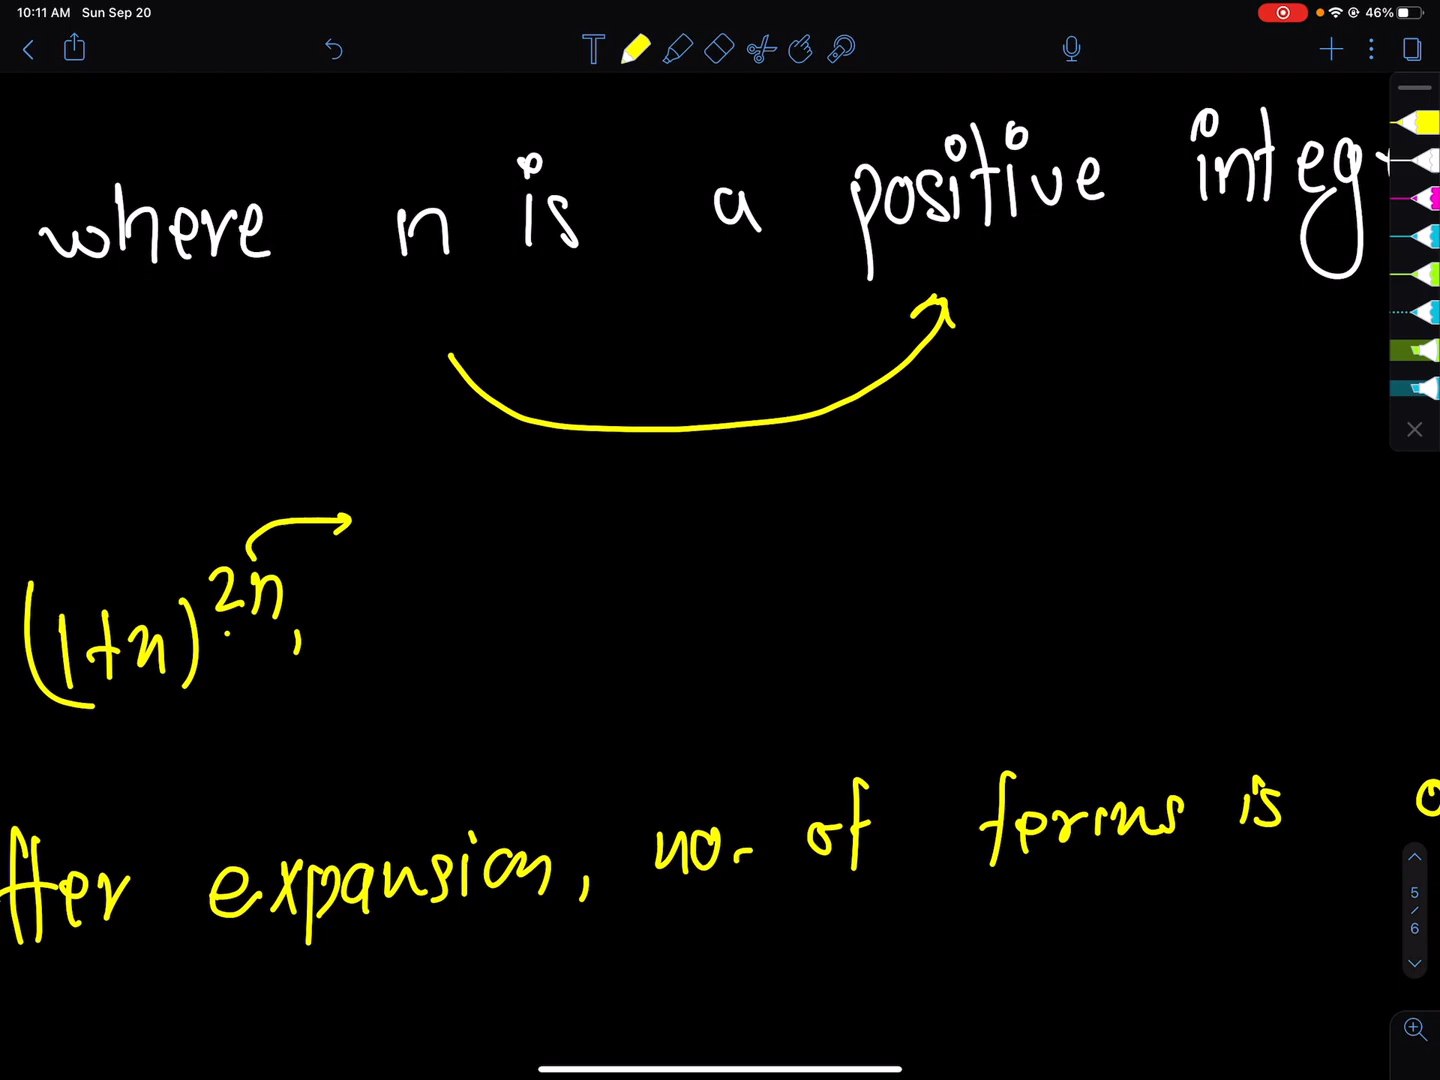 10:11 AM Sun Sep 20
46%
where n is a positive integ
(1+x)^2n,
After expansion, no. of terms is o
5
/
6